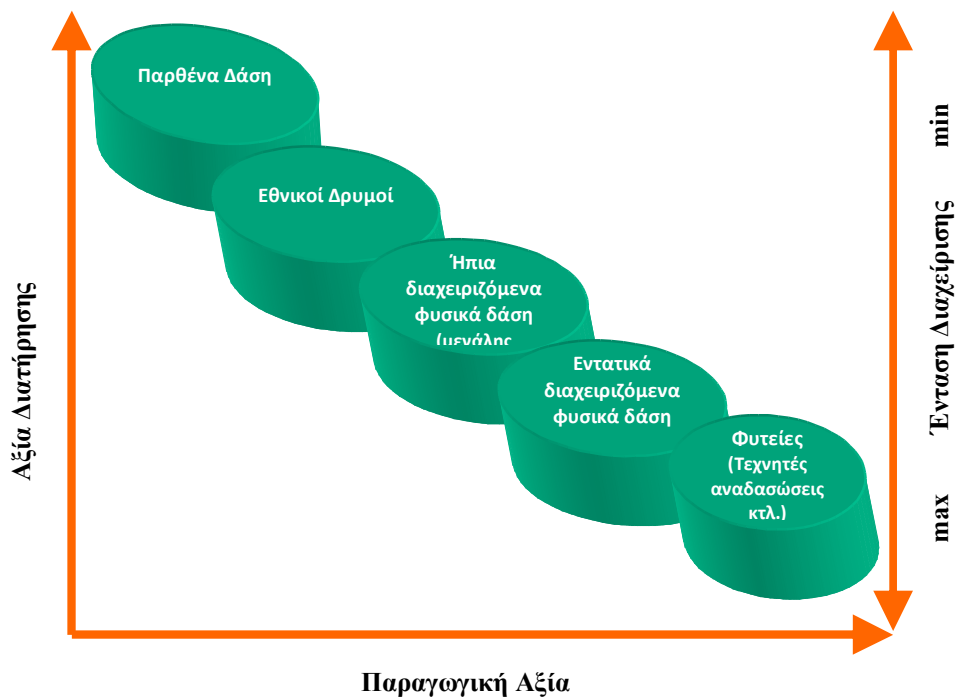 Παρθένα Δάση
Εθνικοί Δρυμοί
Ήπια
διαχειριζόμενα
φυσικά δάση
(μεγάλης
Εντατικά
διαχειριζόμενα
φυσικά δάση
Φυτείες
(Τεχνητές
αναδασώσεις
κτλ.)
Αξία Διατήρησης
max Ένταση Διαχείρισης min
Παραγωγική Αξία